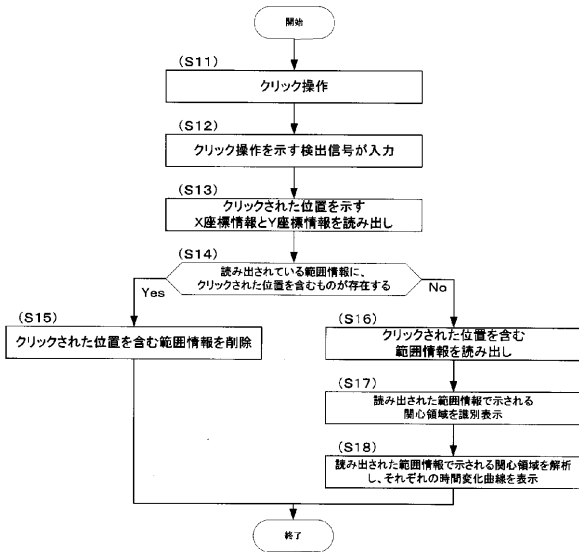 開始
(S11)
クリック操作
(S12)
クリック操作を示す検出信号が入力
(S13)
クリックされた位置を示す
X座標情報とY座標情報を読み出し
(S14)
読み出されている範囲情報に、
クリックされた位置を含むものが存在する
Yes
No
(S15)
クリックされた位置を含む範囲情報を削除
(S16)
クリックされた位置を含む
範囲情報を読み出し
(S17)
読み出された範囲情報で示される
関心領域を識別表示
(S18)
読み出された範囲情報で示される関心領域を解析
し、それぞれの時間変化曲線を表示
終了